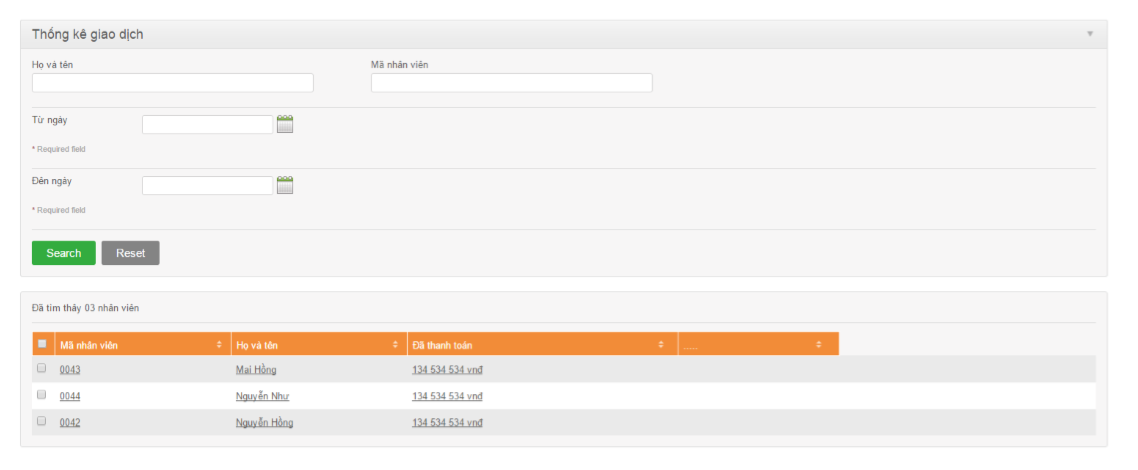 Thống kê giao dịch
Họ và tên Mã nhân viên
Từ ngày
* Required field
Đên ngày
* Required field
Search Reset
Đã tìm thây 03 nhân viên
Mã nhân viên Họ và tên Đã thanh toán ......
0043 Mai Hồng 134 534 534 vnđ
0044 Nguyễn Như 134 534 534 vnđ
0042 Nguyễn Hồng 134 534 534 vnđ